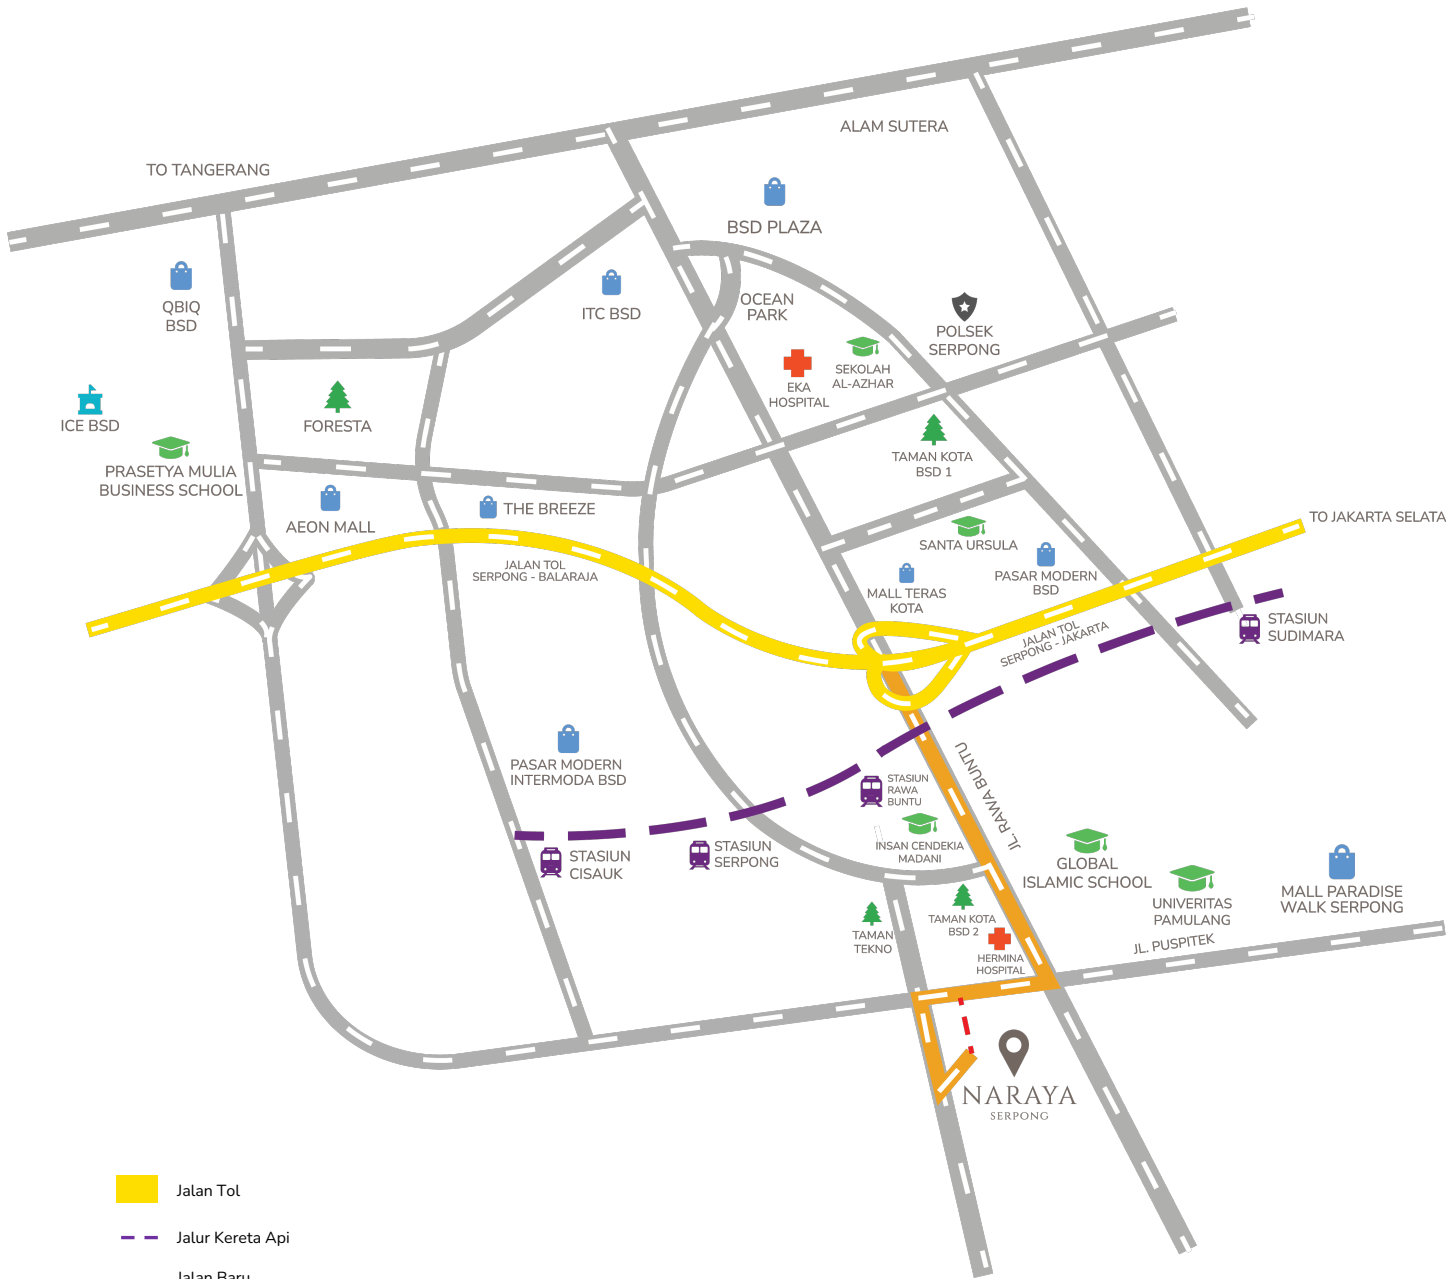 ALAM SUTERA
TO TANGERANG
BSD PLAZA
QBIQ
BSD
ITC BSD
OCEAN
PARK
POLSEK
SERPONG
SEKOLAH
AL-AZHAR
EKA
HOSPITAL
ICE BSD
FORESTA
PRASETYA MULIA
BUSINESS SCHOOL
TAMAN KOTA
BSD 1
AEON MALL
THE BREEZE
TO JAKARTA SELATA
SANTA URSULA
JALAN TOL
SERPONG - BALARAJA
PASAR MODERN
BSD
MALL TERAS
KOTA
JALAN TOL
SERPONG - JAKARTA
STASIUN
SUDIMARA
PASAR MODERN
INTERMODA BSD
JL. RAWA BUNTU
STASIUN
RAWA
BUNTU
STASIUN
CISAUK
STASIUN
SERPONG
INSAN CENDEKIA
MADANI
GLOBAL
ISLAMIC SCHOOL
UNIVERITAS
PAMULANG
MALL PARADISE
WALK SERPONG
TAMAN KOTA
BSD 2
TAMAN
TEKNO
HERMINA
HOSPITAL
JL. PUSPITEK
NARAYA
SERPONG
Jalan Tol
Jalur Kereta Api
Jalan Baru